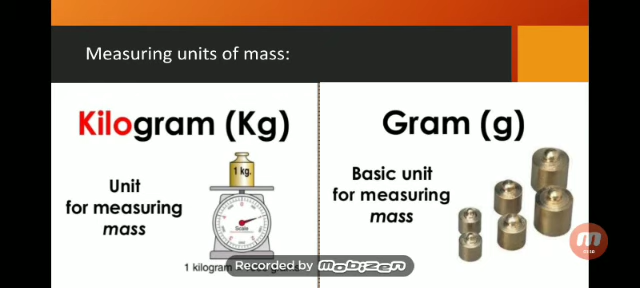 Measuring units of mass:
Kilogram (Kg)
Unit
for measuring
mass
1 kg.
Scale
1 kilogram
Gram (g)
Basic unit
for measuring
mass
Recorded by mobizen